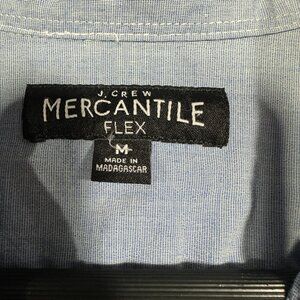 J. CREW
MERCANTILE
FLEX
M
MADE IN
MADAGASCAR